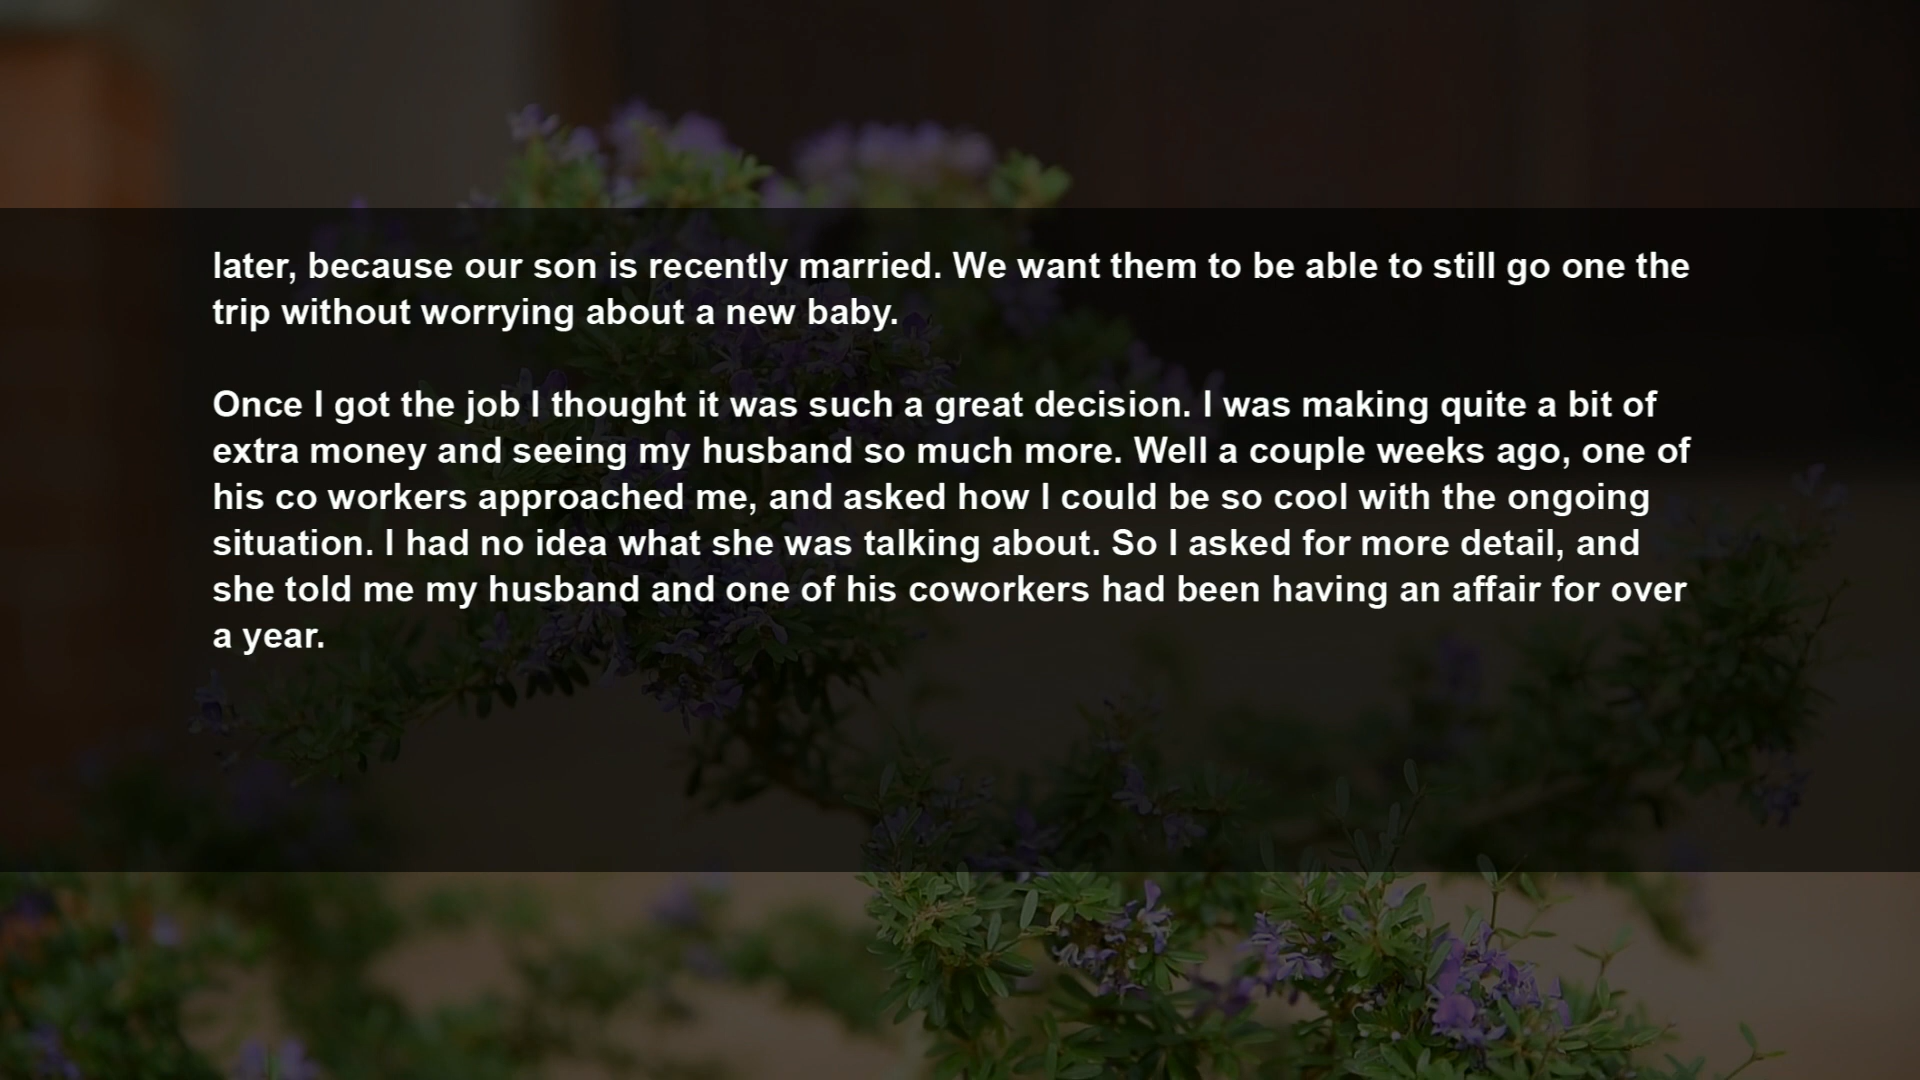 later, because our son is recently married. We want them to be able to still go one the
trip without worrying about a new baby.
Once I got the job I thought it was such a great decision. I was making quite a bit of
extra money and seeing my husband so much more. Well a couple weeks ago, one of
his co workers approached me, and asked how I could be so cool with the ongoing
situation. I had no idea what she was talking about. So I asked for more detail, and
she told me my husband and one of his coworkers had been having an affair for over
a year.